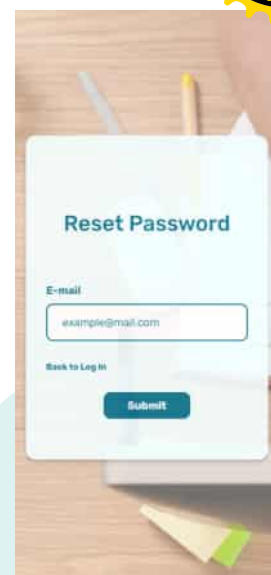 Reset Password
E-mail
example@mail.com
Back to Log In
Submit